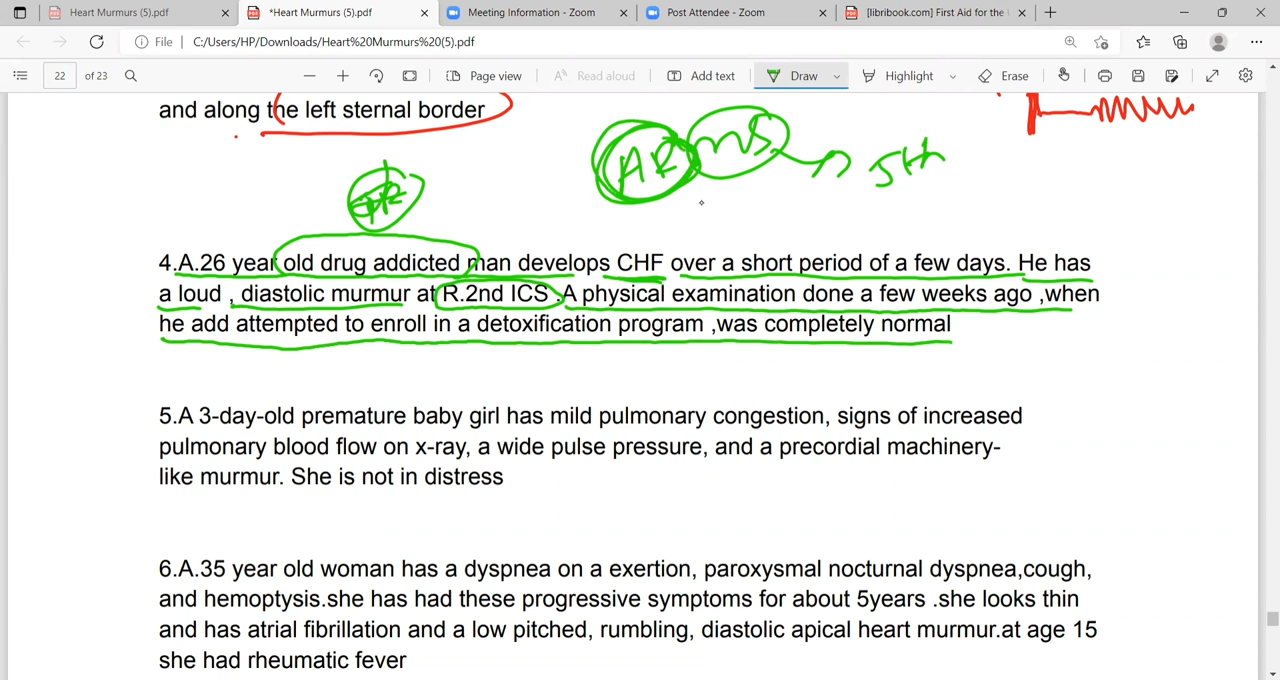 Heart Murmurs (5).pdf
*Heart Murmurs (5).pdf
Meeting Information - Zoom
Post Attendee - Zoom
[libribook.com] First Aid for the
File
C:/Users/HP/Downloads/Heart%20Murmurs%20(5).pdf
22 of 23
Page view
Read aloud
Add text
Draw
Highlight
Erase
and along the left sternal border
AR MS 5th
4.A.26 year old drug addicted man develops CHF over a short period of a few days. He has
a loud , diastolic murmur at R.2nd ICS .A physical examination done a few weeks ago ,when
he add attempted to enroll in a detoxification program ,was completely normal
5.A 3-day-old premature baby girl has mild pulmonary congestion, signs of increased
pulmonary blood flow on x-ray, a wide pulse pressure, and a precordial machinery-
like murmur. She is not in distress
6.A.35 year old woman has a dyspnea on a exertion, paroxysmal nocturnal dyspnea,cough,
and hemoptysis.she has had these progressive symptoms for about 5years .she looks thin
and has atrial fibrillation and a low pitched, rumbling, diastolic apical heart murmur.at age 15
she had rheumatic fever